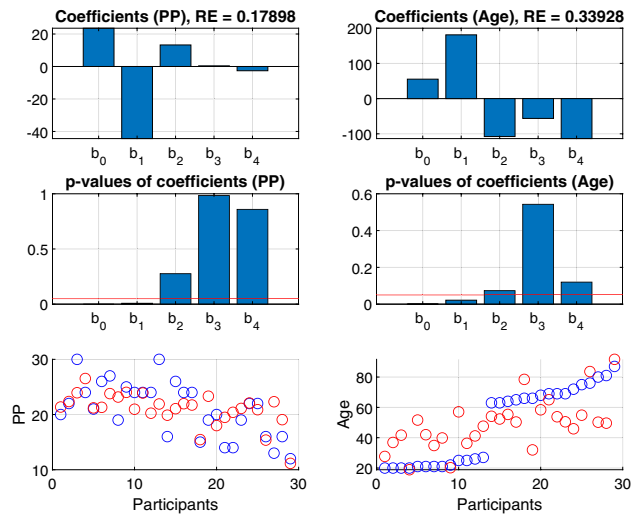 Coefficients (PP), RE = 0.17898
20
0
-20
-40
b0 b1 b2 b3 b4
Coefficients (Age), RE = 0.33928
200
100
0
-100
b0 b1 b2 b3 b4
p-values of coefficients (PP)
1
0.5
0
b0 b1 b2 b3 b4
p-values of coefficients (Age)
0.6
0.4
0.2
0
b0 b1 b2 b3 b4
30
20
10
PP
0 10 20 30
Participants
80
60
40
20
Age
0 10 20 30
Participants